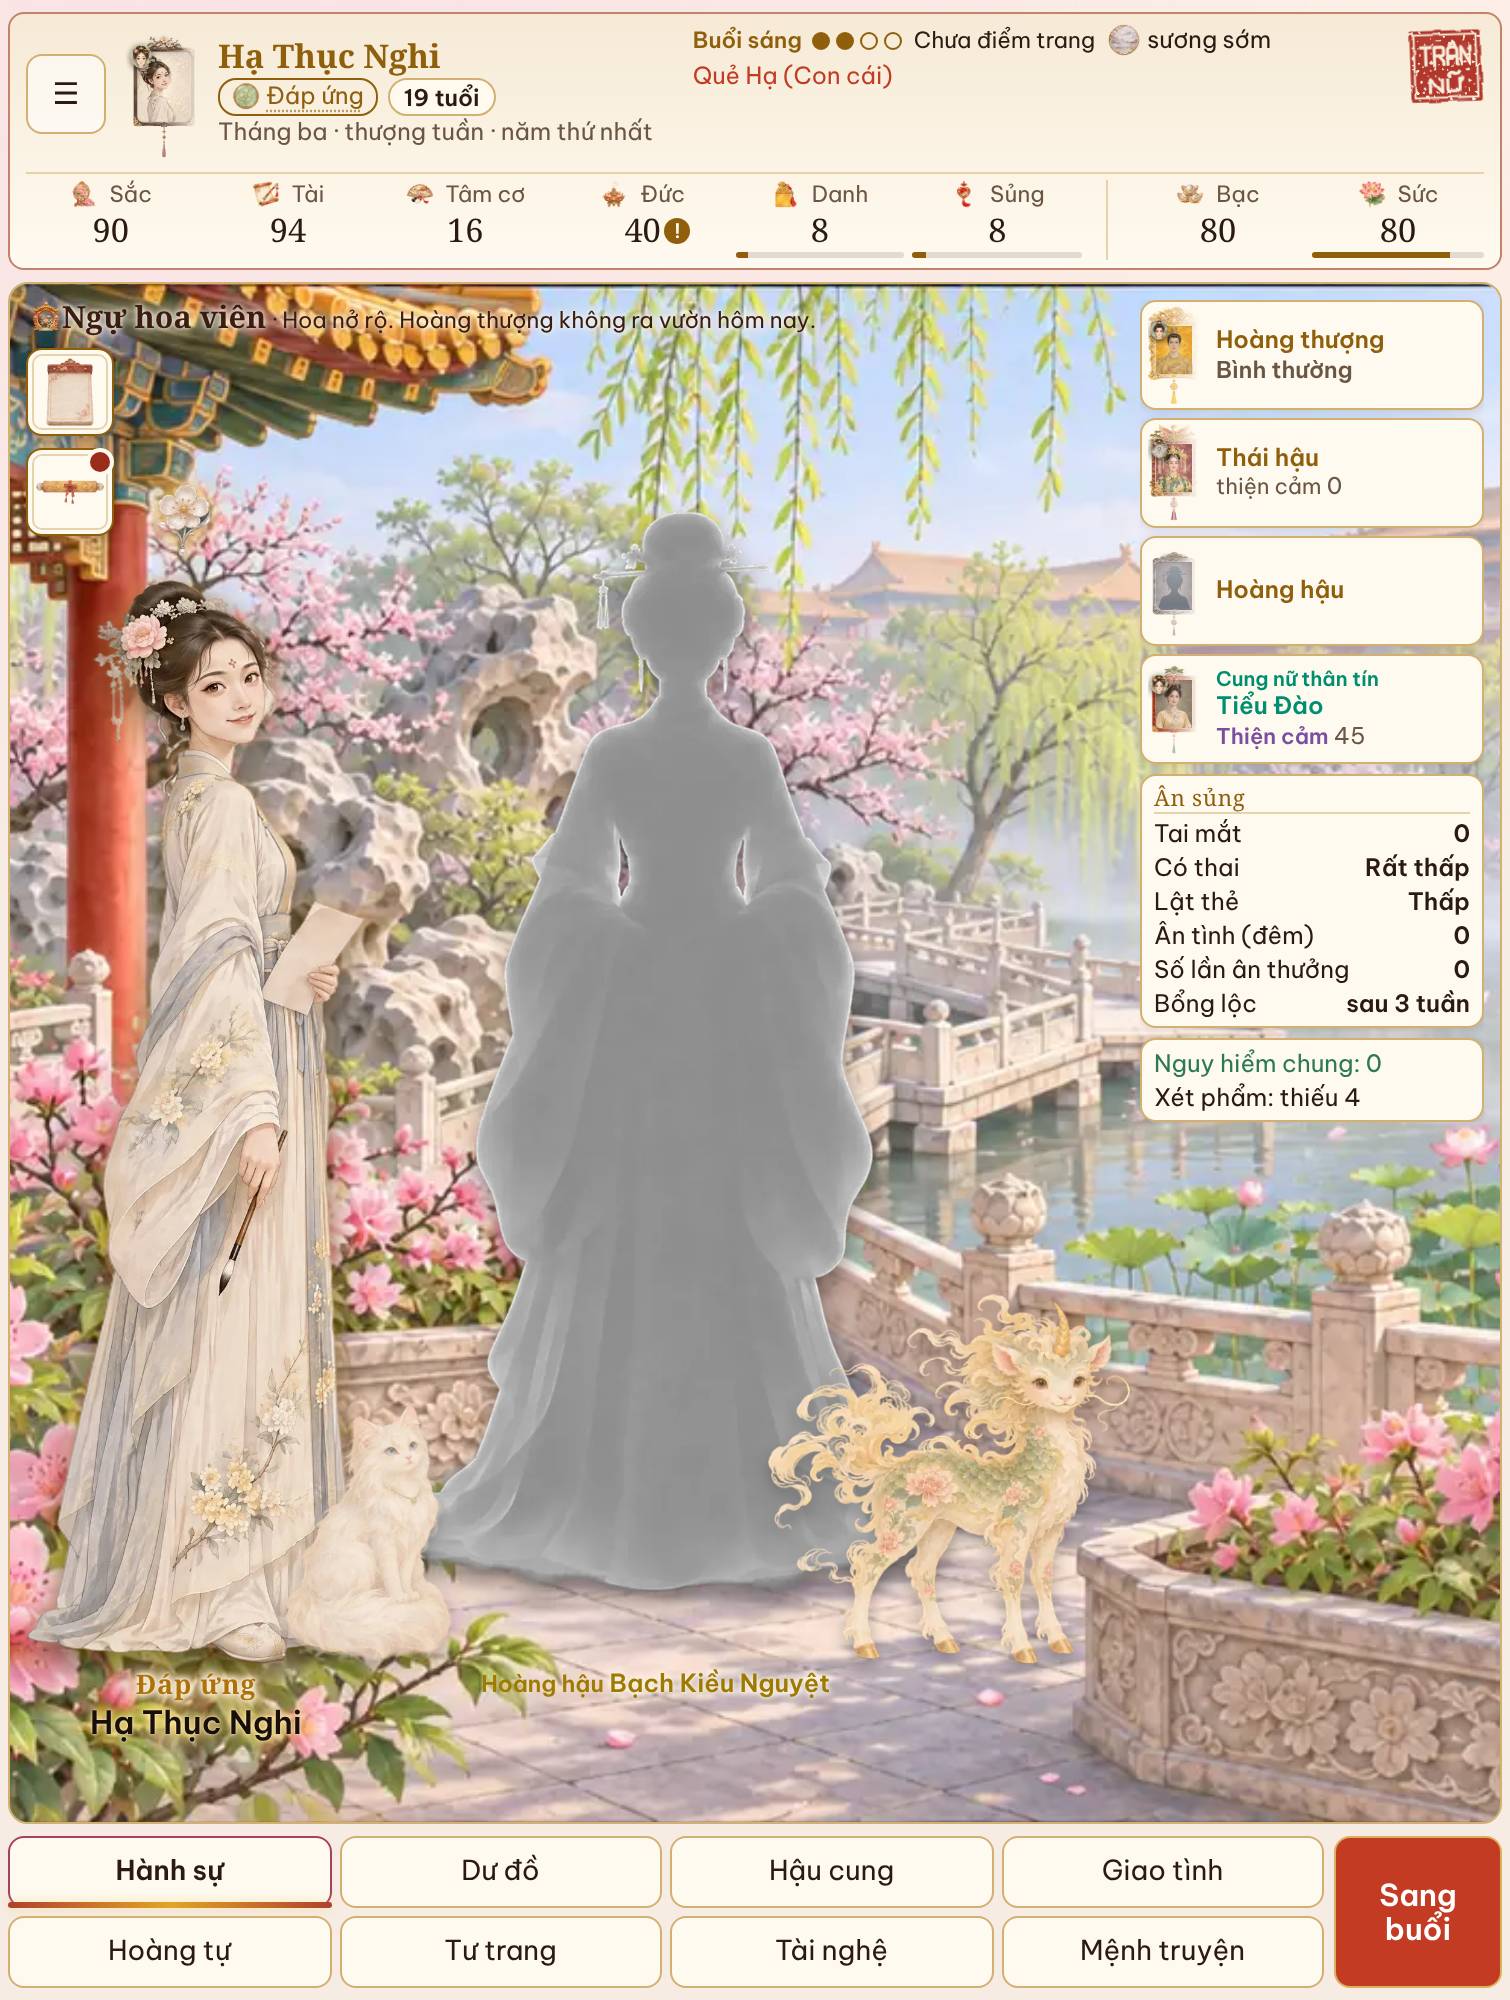 Hạ Thục Nghi
Đáp ứng
19 tuổi
Tháng ba · thượng tuần · năm thứ nhất
Buổi sáng
Chưa điểm trang
sương sớm
Quẻ Hạ (Con cái)
TRÂN NỮ
Sắc
90
Tài
94
Tâm cơ
16
Đức
40 !
Danh
8
Sủng
8
Bạc
80
Sức
80
Ngự hoa viên · Hoa nở rộ. Hoàng thượng không ra vườn hôm nay.
Hoàng thượng
Bình thường
Thái hậu
thiện cảm 0
Hoàng hậu
Cung nữ thân tín
Tiểu Đào
Thiện cảm 45
Ân sủng
Tai mắt 0
Có thai Rất thấp
Lật thẻ Thấp
Ân tình (đêm) 0
Số lần ân thưởng 0
Bổng lộc sau 3 tuần
Nguy hiểm chung: 0
Xét phẩm: thiếu 4
Đáp ứng
Hạ Thục Nghi
Hoàng hậu Bạch Kiều Nguyệt
Hành sự
Dư đồ
Hậu cung
Giao tình
Hoàng tự
Tư trang
Tài nghệ
Mệnh truyện
Sang
buổi